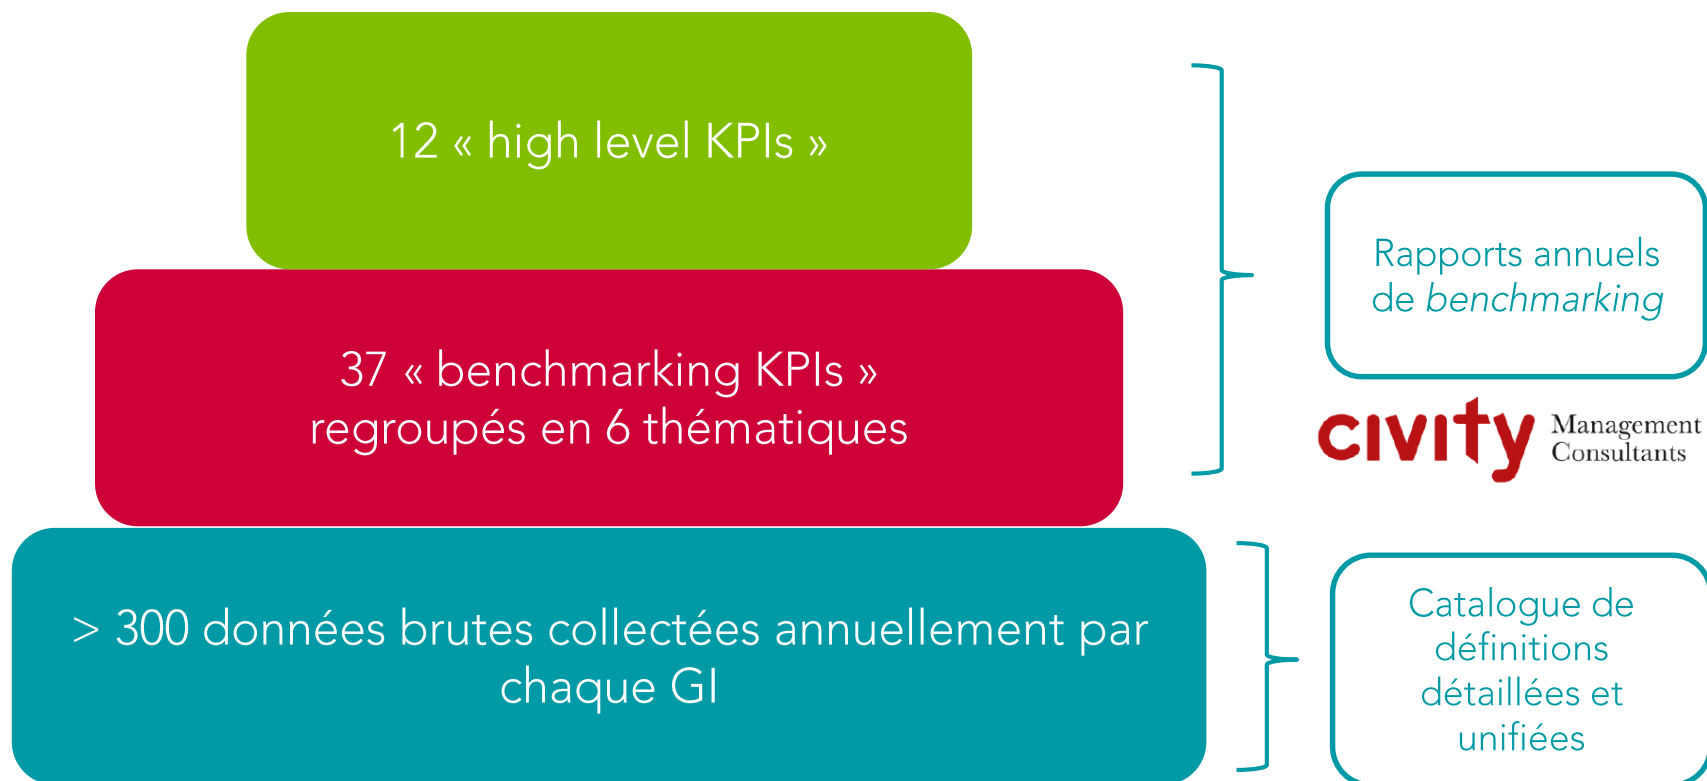 12 « high level KPIs »
37 « benchmarking KPIs »
regroupés en 6 thématiques
> 300 données brutes collectées annuellement par
chaque GI
Rapports annuels
de benchmarking
civity Management
Consultants
Catalogue de
définitions
détaillées et
unifiées